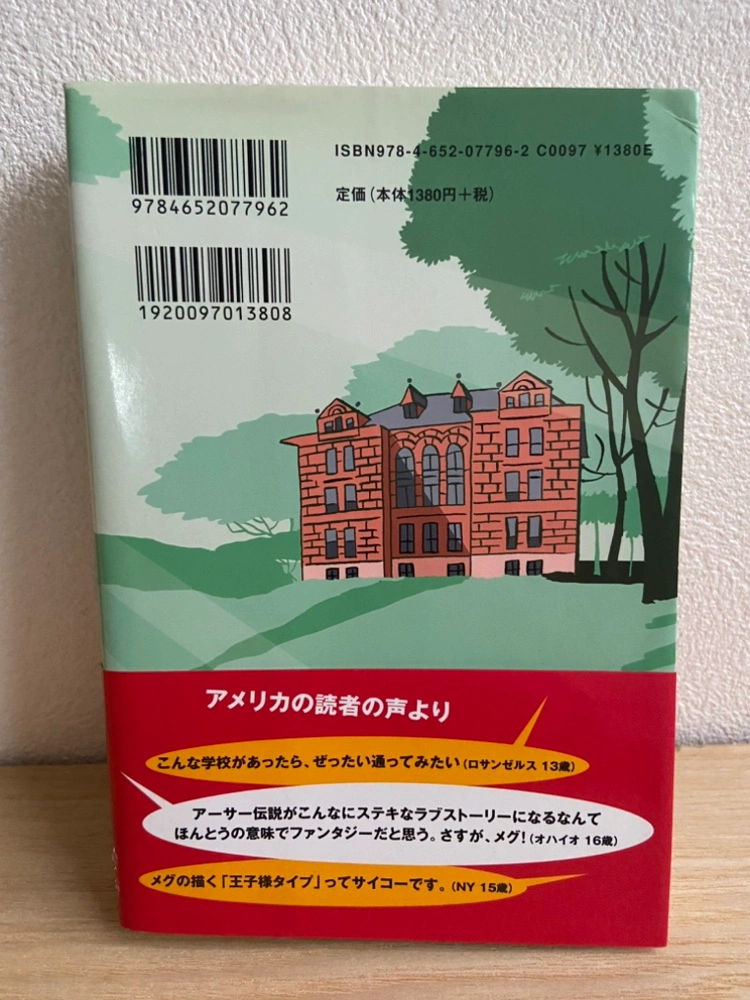 ISBN978-4-652-07796-2 C0097 ¥1380E
9784652077962
定価（本体1380円＋税）
1920097013808
アメリカの読者の声より
こんな学校があったら、ぜったい通ってみたい（ロサンゼルス 13歳）
アーサー伝説がこんなにステキなラブストーリーになるなんて
ほんとうの意味でファンタジーだと思う。さすが、メグ！（オハイオ 16歳）
メグの描く「王子様タイプ」ってサイコーです。（NY 15歳）